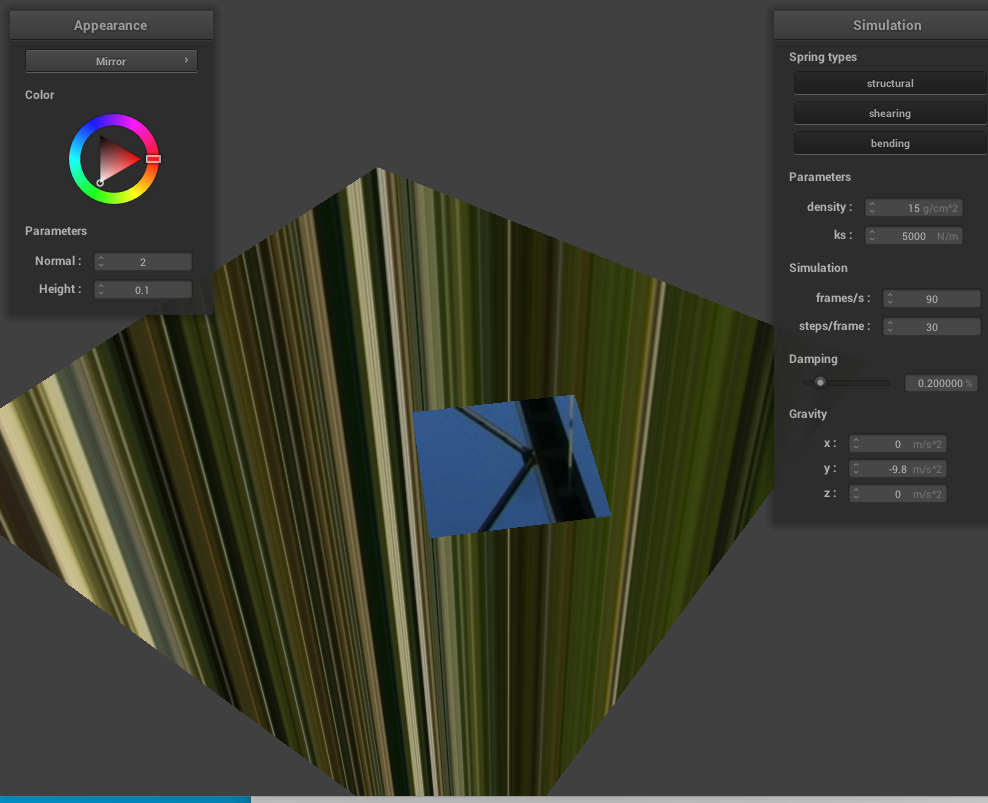 Appearance
Mirror
Color
Parameters
Normal : 2
Height : 0.1
Simulation
Spring types
structural
shearing
bending
Parameters
density : 15 g/cm^2
ks : 5000 N/m
Simulation
frames/s : 90
steps/frame : 30
Damping
0.200000 %
Gravity
x : 0 m/s^2
y : -9.8 m/s^2
z : 0 m/s^2